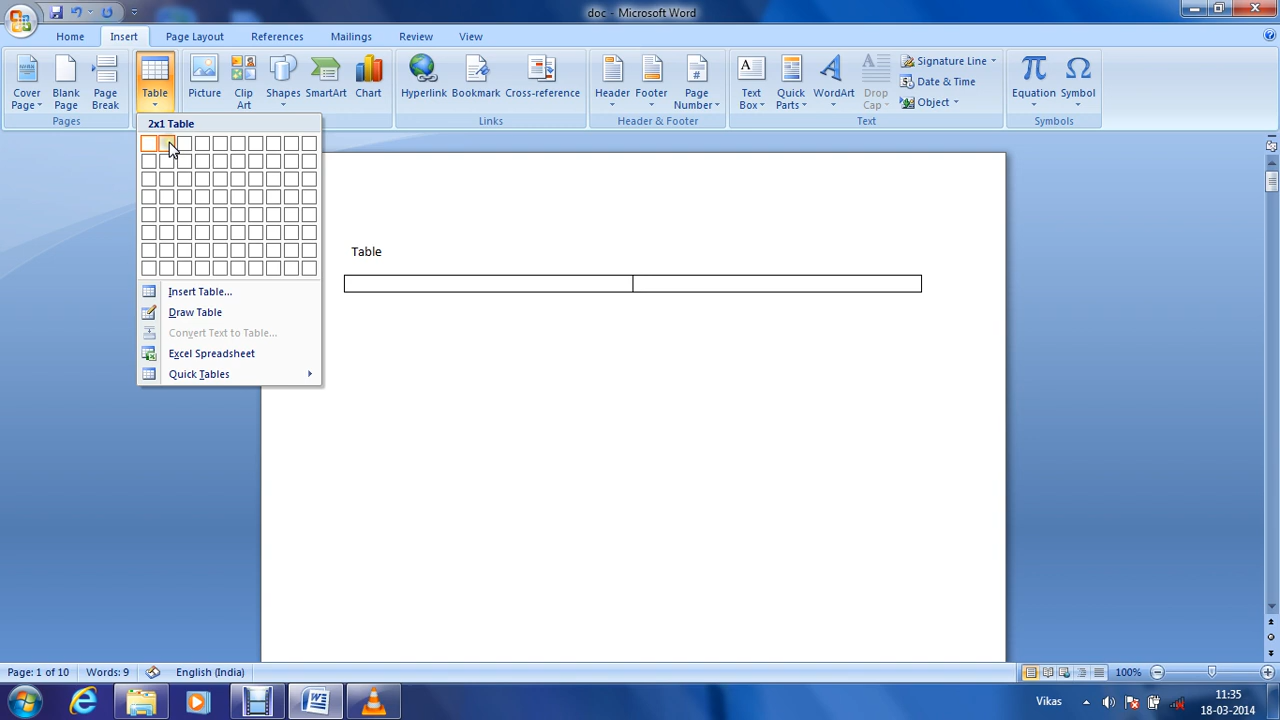 doc - Microsoft Word
Home Insert Page Layout References Mailings Review View
Cover Page
Blank Page
Page Break
Table
Picture
Clip Art
Shapes
SmartArt
Chart
Hyperlink
Bookmark
Cross-reference
Header
Footer
Page Number
Text Box
Quick Parts
WordArt
Drop Cap
Signature Line
Date & Time
Object
Equation
Symbol
Pages
Links
Header & Footer
Text
Symbols
2x1 Table
Insert Table...
Draw Table
Convert Text to Table...
Excel Spreadsheet
Quick Tables
Table
Page: 1 of 10 Words: 9 English (India) 100%
Vikas
11:35
18-03-2014